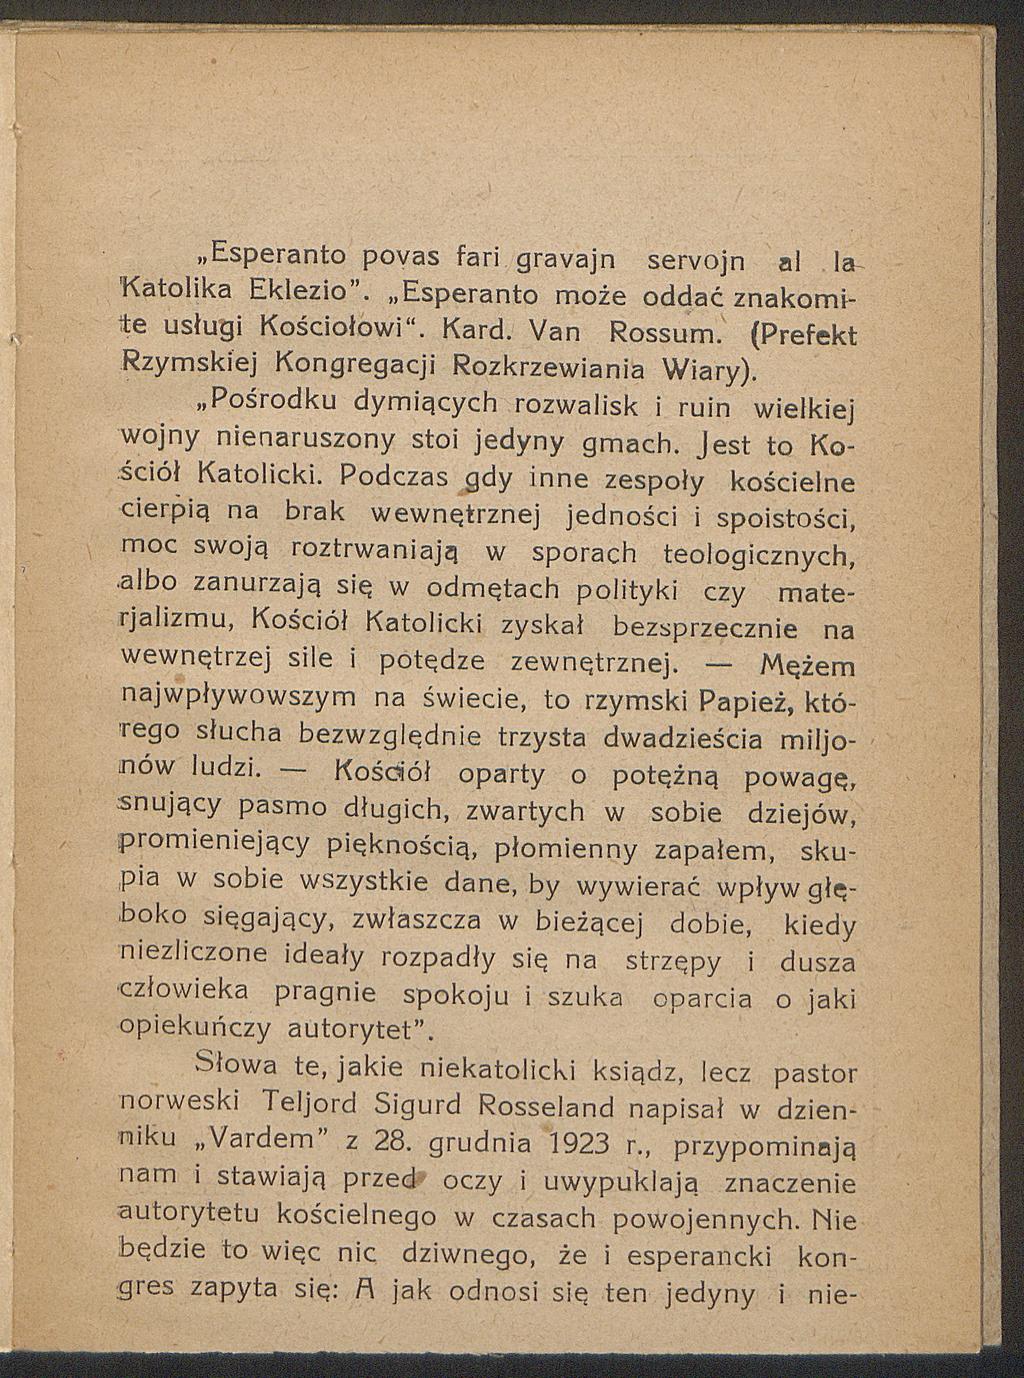 „Esperanto povas fari gravajn servojn al la
Katolika Eklezio”. „Esperanto może oddać znakomi-
te usługi Kościołowi“. Kard. Van Rossum. (Prefekt
Rzymskiej Kongregacji Rozkrzewiania Wiary).
„Pośrodku dymiących rozwalisk i ruin wielkiej
wojny nienaruszony stoi jedyny gmach. Jest to Ko-
ściół Katolicki. Podczas gdy inne zespoły kościelne
cierpią na brak wewnętrznej jedności i spoistości,
moc swoją roztrwaniają w sporach teologicznych,
albo zanurzają się w odmętach polityki czy mate-
rjalizmu, Kościół Katolicki zyskał bezsprzecznie na
wewnętrzej sile i potędze zewnętrznej. — Mężem
najwpływowszym na świecie, to rzymski Papież, któ-
rego słucha bezwzględnie trzysta dwadzieścia miljo-
nów ludzi. — Kościół oparty o potężną powagę,
snujący pasmo długich, zwartych w sobie dziejów,
promieniejący pięknością, płomienny zapałem, sku-
pia w sobie wszystkie dane, by wywierać wpływ głę-
boko sięgający, zwłaszcza w bieżącej dobie, kiedy
niezliczone ideały rozpadły się na strzępy i dusza
człowieka pragnie spokoju i szuka oparcia o jaki
opiekuńczy autorytet”.
Słowa te, jakie niekatolicki ksiądz, lecz pastor
norweski Teljord Sigurd Rosseland napisał w dzien-
niku „Vardem” z 28. grudnia 1923 r., przypominają
nam i stawiają przed oczy i uwypuklają znaczenie
autorytetu kościelnego w czasach powojennych. Nie
będzie to więc nic dziwnego, że i esperancki kon-
gres zapyta się: A jak odnosi się ten jedyny i nie-